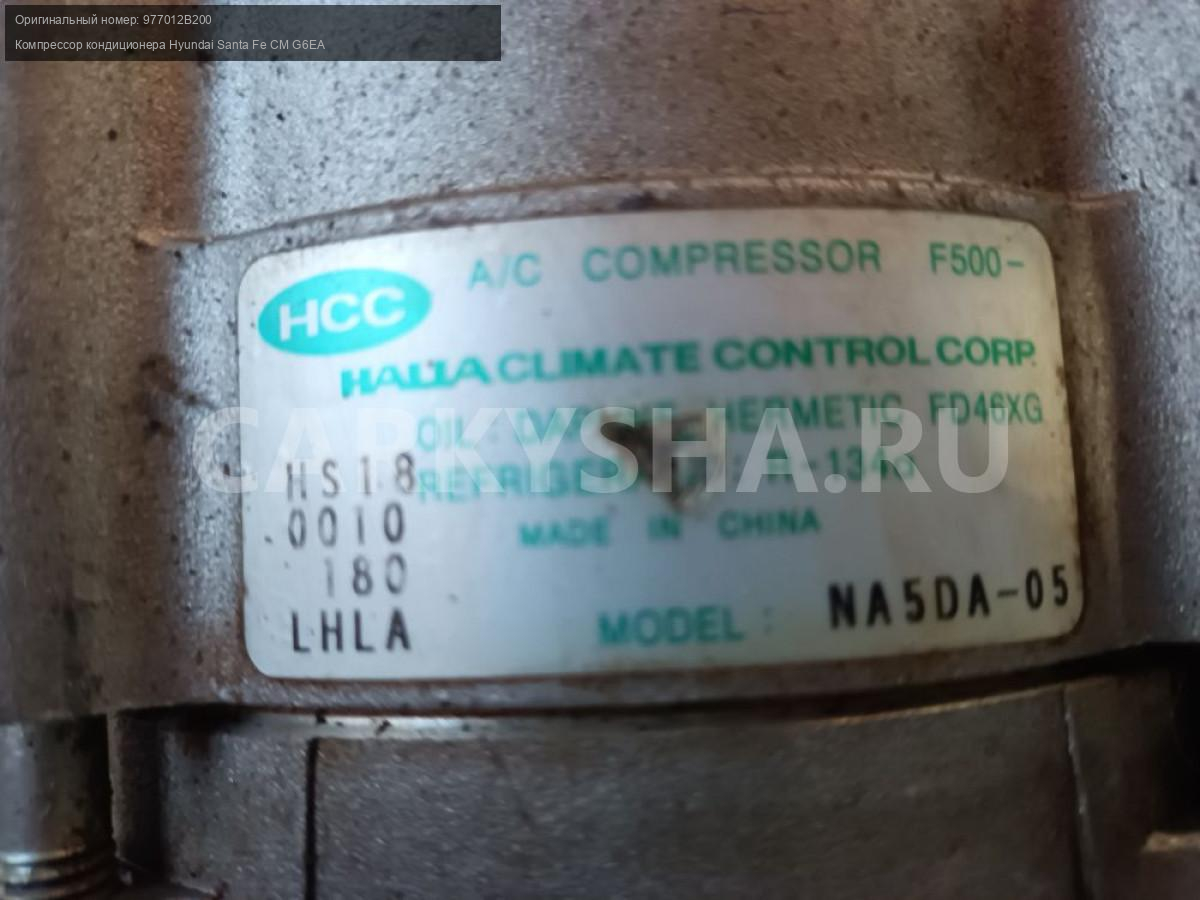 Оригинальный номер: 977012B200
Компрессор кондиционера Hyundai Santa Fe CM G6EA
A/C COMPRESSOR F500-
HCC
HALLA CLIMATE CONTROL CORP.
OIL : HERMETIC FD46XG
CARKYSHA.RU
HS18
0010
MADE IN CHINA
180
LHLA
MODEL : NA5DA-05